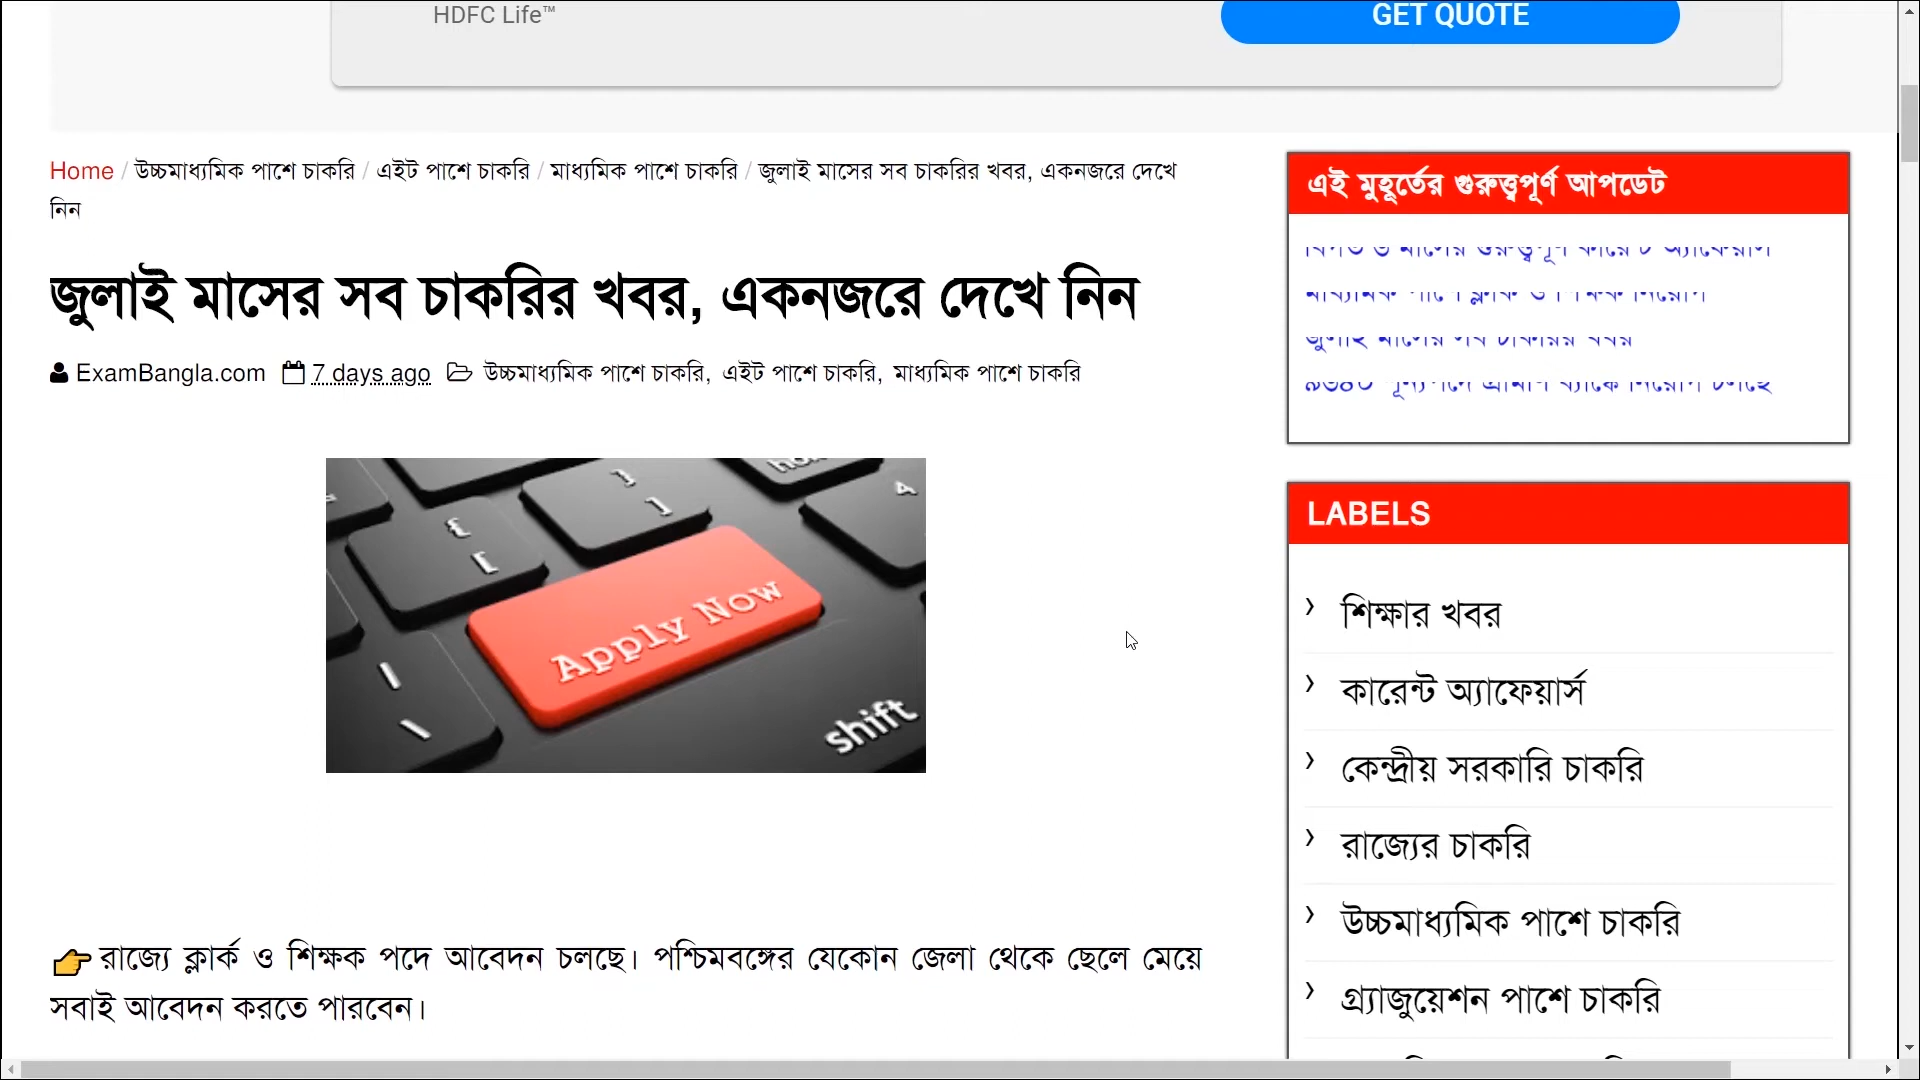 HDFC Life™
GET QUOTE
Home / উচ্চমাধ্যমিক পাশে চাকরি / এইট পাশে চাকরি / মাধ্যমিক পাশে চাকরি / জুলাই মাসের সব চাকরির খবর, একনজরে দেখে
নিন
জুলাই মাসের সব চাকরির খবর, একনজরে দেখে নিন
ExamBangla.com 7 days ago উচ্চমাধ্যমিক পাশে চাকরি, এইট পাশে চাকরি, মাধ্যমিক পাশে চাকরি
Apply Now
shift
👉 রাজ্যে ক্লার্ক ও শিক্ষক পদে আবেদন চলছে। পশ্চিমবঙ্গের যেকোন জেলা থেকে ছেলে মেয়ে
সবাই আবেদন করতে পারবেন।
এই মুহূর্তের গুরুত্ত্বপূর্ণ আপডেট
জুলাই মাসের সব চাকরির খবর
LABELS
শিক্ষার খবর
কারেন্ট অ্যাফেয়ার্স
কেন্দ্রীয় সরকারি চাকরি
রাজ্যের চাকরি
উচ্চমাধ্যমিক পাশে চাকরি
গ্র্যাজুয়েশন পাশে চাকরি